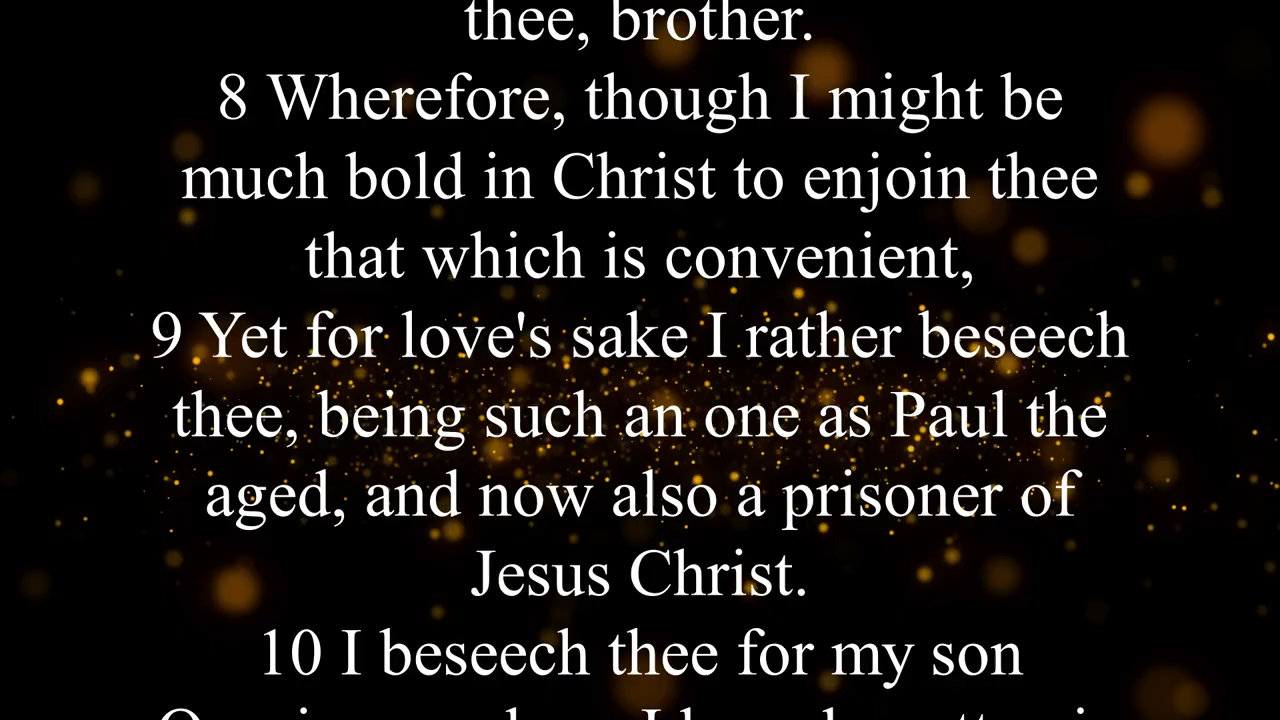 thee, brother.
8 Wherefore, though I might be
much bold in Christ to enjoin thee
that which is convenient,
9 Yet for love's sake I rather beseech
thee, being such an one as Paul the
aged, and now also a prisoner of
Jesus Christ.
10 I beseech thee for my son